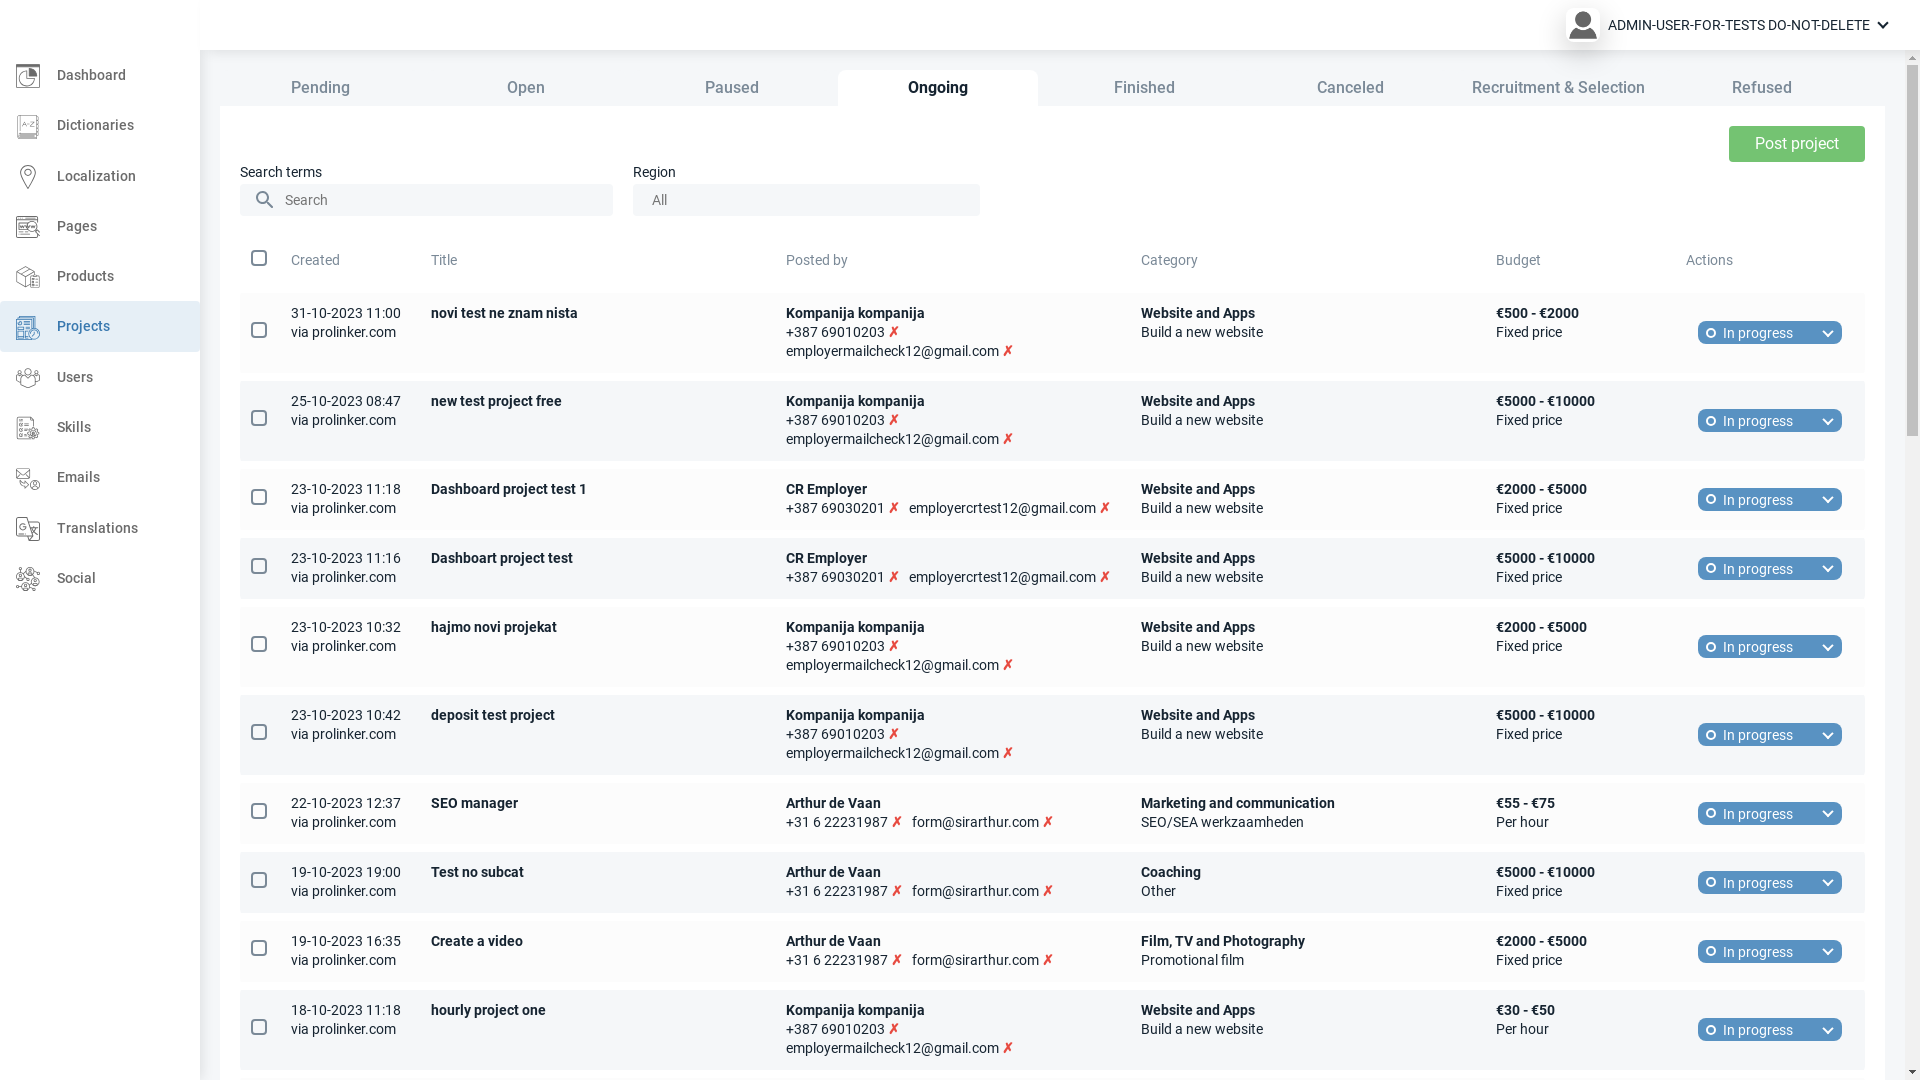 ADMIN-USER-FOR-TESTS DO-NOT-DELETE
Dashboard
Dictionaries
Localization
Pages
Products
Projects
Users
Skills
Emails
Translations
Social
Pending Open Paused Ongoing Finished Canceled Recruitment & Selection Refused
Post project
Search terms Region
Search All
Created Title Posted by Category Budget Actions
31-10-2023 11:00 novi test ne znam nista Kompanija kompanija Website and Apps €500 - €2000
via prolinker.com +387 69010203 ✗ Build a new website Fixed price In progress
employermailcheck12@gmail.com ✗
25-10-2023 08:47 new test project free Kompanija kompanija Website and Apps €5000 - €10000
via prolinker.com +387 69010203 ✗ Build a new website Fixed price In progress
employermailcheck12@gmail.com ✗
23-10-2023 11:18 Dashboard project test 1 CR Employer Website and Apps €2000 - €5000
via prolinker.com +387 69030201 ✗ employercrtest12@gmail.com ✗ Build a new website Fixed price In progress
23-10-2023 11:16 Dashboart project test CR Employer Website and Apps €5000 - €10000
via prolinker.com +387 69030201 ✗ employercrtest12@gmail.com ✗ Build a new website Fixed price In progress
23-10-2023 10:32 hajmo novi projekat Kompanija kompanija Website and Apps €2000 - €5000
via prolinker.com +387 69010203 ✗ Build a new website Fixed price In progress
employermailcheck12@gmail.com ✗
23-10-2023 10:42 deposit test project Kompanija kompanija Website and Apps €5000 - €10000
via prolinker.com +387 69010203 ✗ Build a new website Fixed price In progress
employermailcheck12@gmail.com ✗
22-10-2023 12:37 SEO manager Arthur de Vaan Marketing and communication €55 - €75
via prolinker.com +31 6 22231987 ✗ form@sirarthur.com ✗ SEO/SEA werkzaamheden Per hour In progress
19-10-2023 19:00 Test no subcat Arthur de Vaan Coaching €5000 - €10000
via prolinker.com +31 6 22231987 ✗ form@sirarthur.com ✗ Other Fixed price In progress
19-10-2023 16:35 Create a video Arthur de Vaan Film, TV and Photography €2000 - €5000
via prolinker.com +31 6 22231987 ✗ form@sirarthur.com ✗ Promotional film Fixed price In progress
18-10-2023 11:18 hourly project one Kompanija kompanija Website and Apps €30 - €50
via prolinker.com +387 69010203 ✗ Build a new website Per hour In progress
employermailcheck12@gmail.com ✗